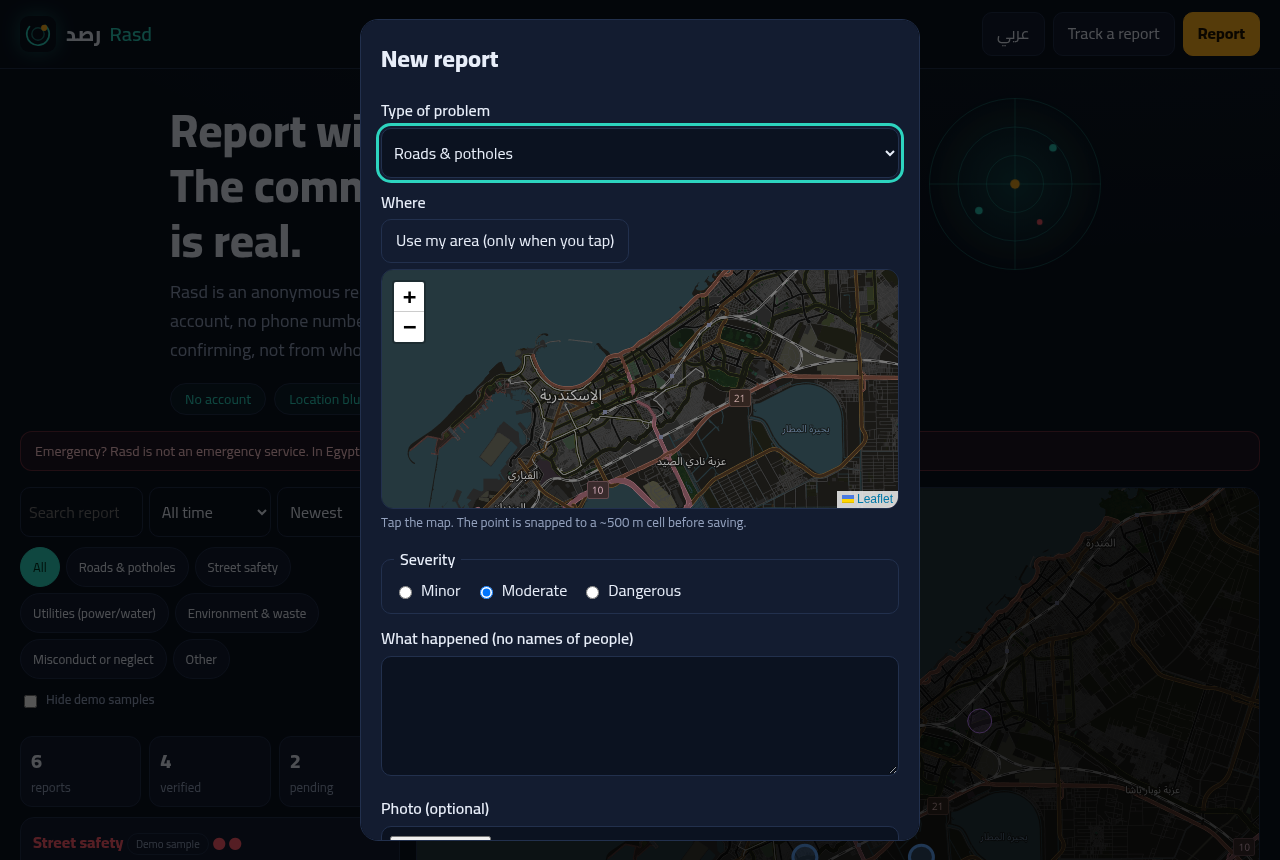 رصد Rasd
عربي
Track a report
Report
New report
Type of problem
Roads & potholes
Where
Use my area (only when you tap)
+
−
الإسكندرية
21
بحيرة المطار
عزبة نادي الصيد
القباري
10
Leaflet
Tap the map. The point is snapped to a ~500 m cell before saving.
Severity
Minor
Moderate
Dangerous
What happened (no names of people)
Photo (optional)
Report wi
The comm
is real.
Rasd is an anonymous re
account, no phone numbe
confirming, not from who
No account
Location blu
Emergency? Rasd is not an emergency service. In Egypt
Search report
All time
Newest
All
Roads & potholes
Street safety
Utilities (power/water)
Environment & waste
Misconduct or neglect
Other
Hide demo samples
6
reports
4
verified
2
pending
Street safety
Demo sample
المندرة
عزبة نوبار باشا
21
10